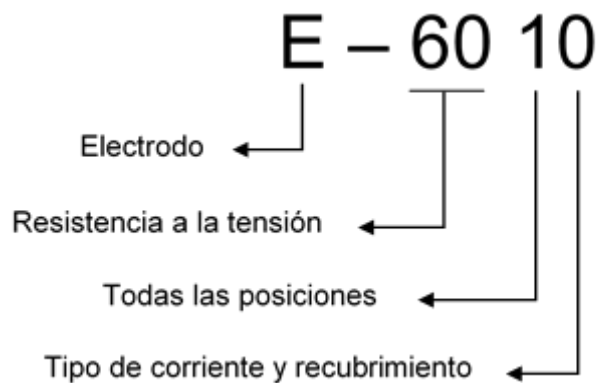 E – 60 10
Electrodo
Resistencia a la tensión
Todas las posiciones
Tipo de corriente y recubrimiento